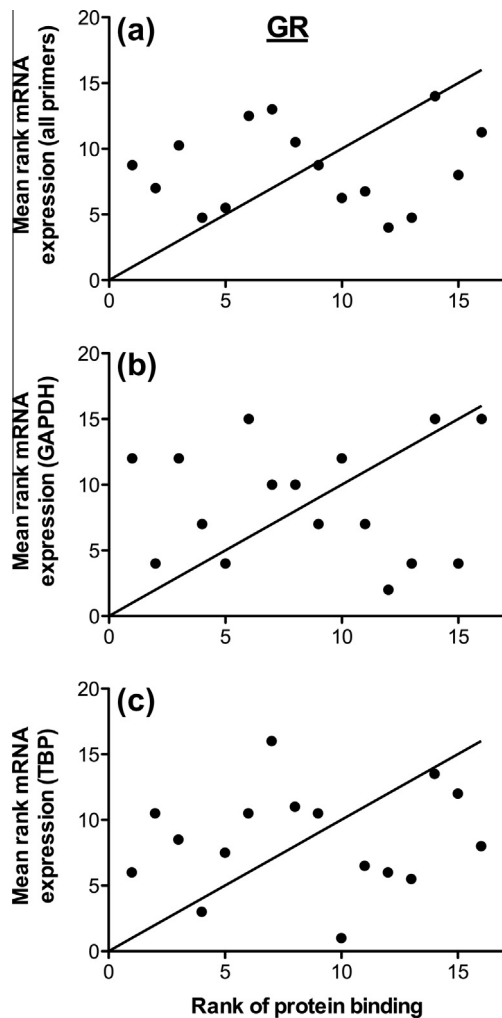 (a)
GR
Mean rank mRNA
expression (all primers)
20
15
10
5
0
0
5
10
15
(b)
Mean rank mRNA
expression (GAPDH)
20
15
10
5
0
0
5
10
15
(c)
Mean rank mRNA
expression (TBP)
20
15
10
5
0
0
5
10
15
Rank of protein binding